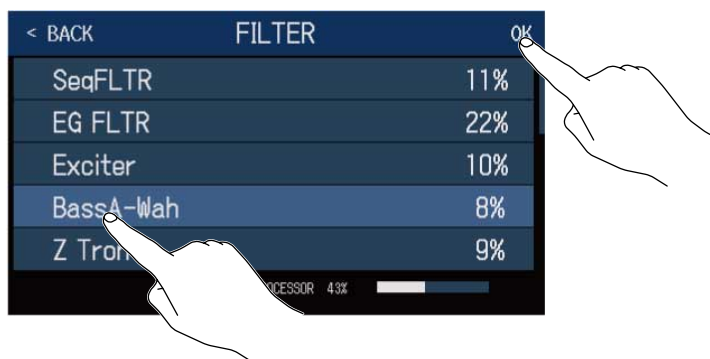 < BACK FILTER OK
SeqFLTR 11%
EG FLTR 22%
Exciter 10%
BassA-Wah 8%
Z Tron 9%
43%